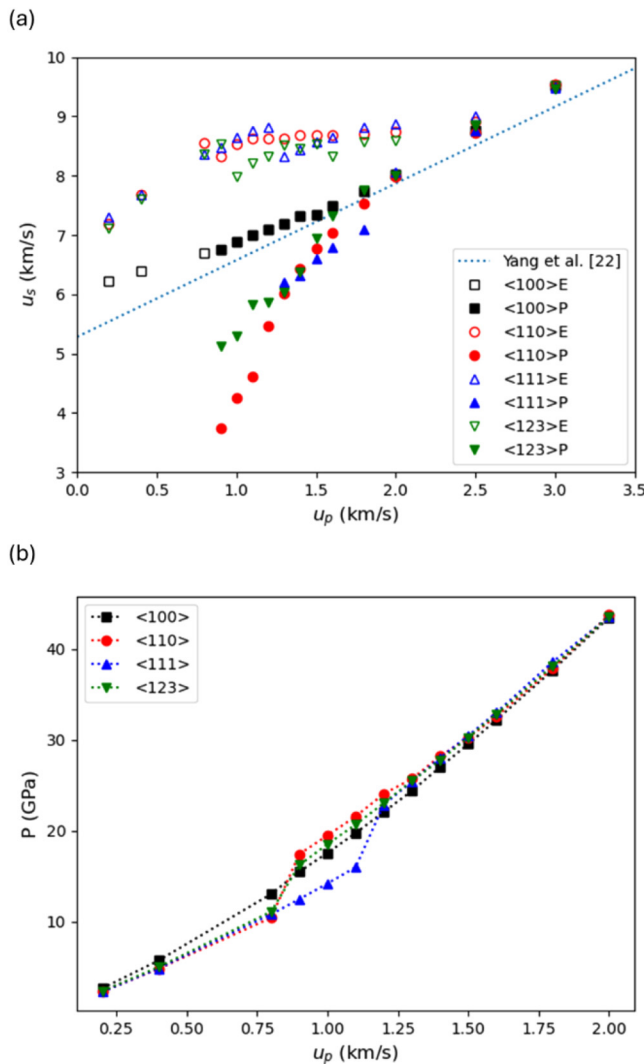 (a)
10
9
8
7
6
5
4
3
u_s (km/s)
Yang et al. [22]
<100>E
<100>P
<110>E
<110>P
<111>E
<111>P
<123>E
<123>P
0.0 0.5 1.0 1.5 2.0 2.5 3.0 3.5
u_p (km/s)
(b)
<100>
<110>
<111>
<123>
40
30
20
10
P (GPa)
0.25 0.50 0.75 1.00 1.25 1.50 1.75 2.00
u_p (km/s)